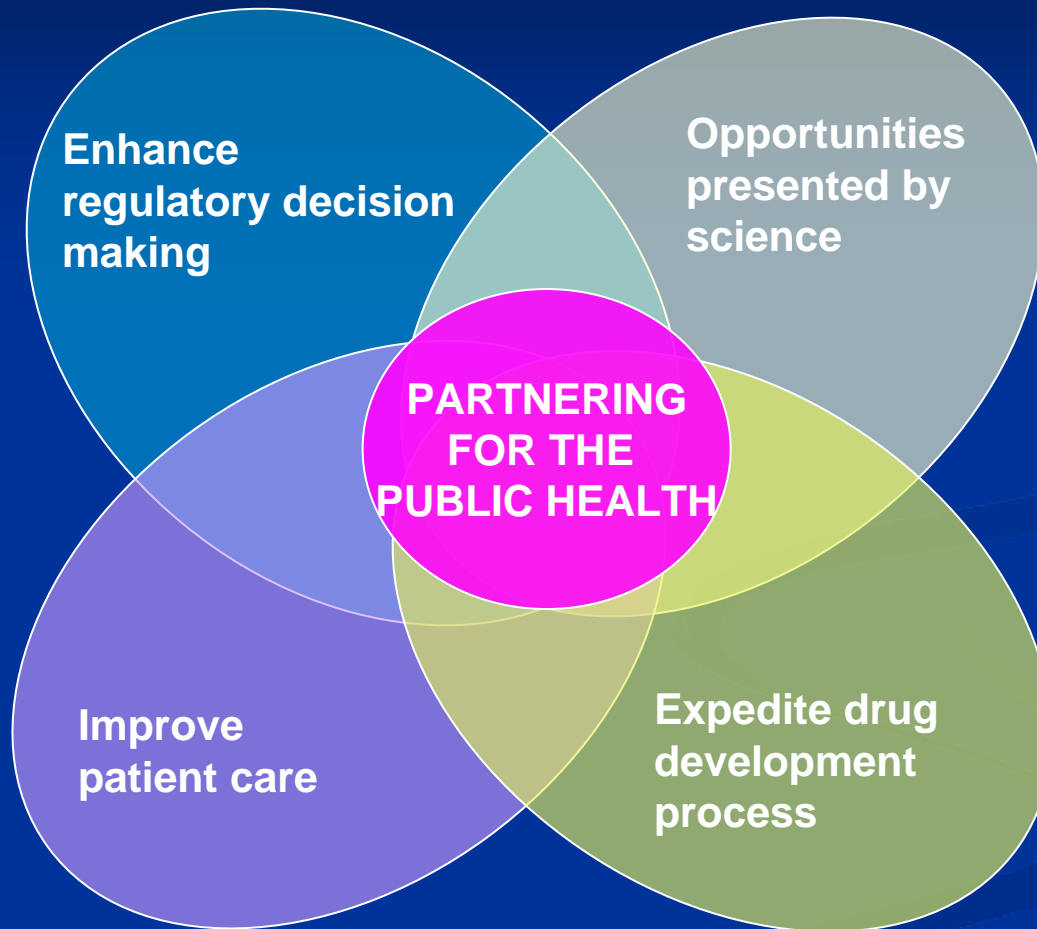 Enhance
regulatory decision
making
Opportunities
presented by
science
PARTNERING
FOR THE
PUBLIC HEALTH
Improve
patient care
Expedite drug
development
process